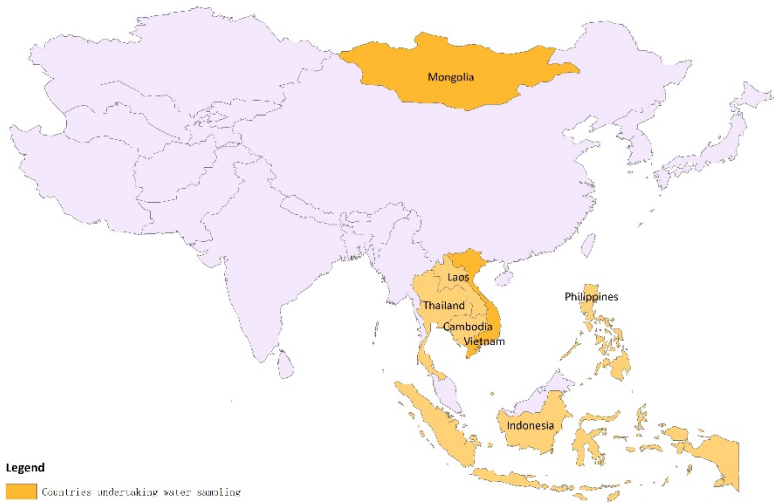 Mongolia
Laos
Thailand
Philippines
Cambodia
Vietnam
Indonesia
Legend
Countries undertaking water sampling